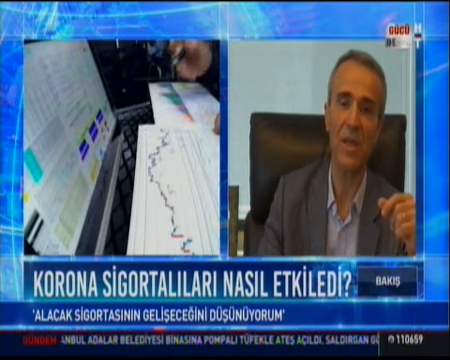 GÜCÜ
KORONA SİGORTALILARI NASIL ETKİLEDİ?
BAKIŞ
'ALACAK SİGORTASININ GELİŞECEĞİNİ DÜŞÜNÜYORUM'
GÜNDEM ANBUL ADALAR BELEDİYESİ BİNASINA POMPALI TÜFEKLE ATEŞ AÇILDI. SALDIRGAN GÖ 110659